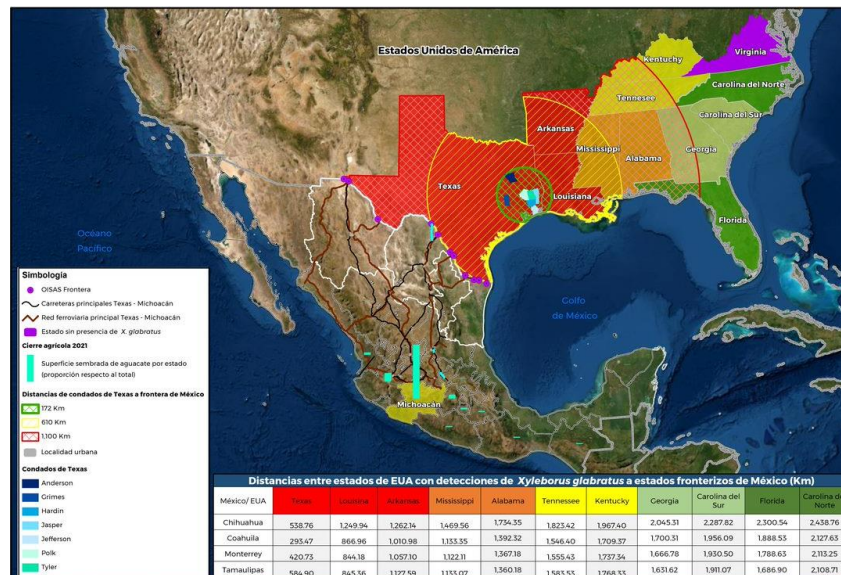 Estados Unidos de América
Virginia
Kentuchy
Carolina del Norte
Tennesee
Carolina del Sur
Arkansas
Mississippi
Georgia
Alabama
Texas
Louisiana
Florida
Océano
Pacífico
Golfo
de México
Michoacán
Simbología
OISAS Frontera
Carreteras principales Texas - Michoacán
Red ferroviaria principal Texas - Michoacán
Estado sin presencia de X. glabratus
Cierre agrícola 2021
Superficie sembrada de aguacate por estado
(proporción respecto al total)
Distancias de condados de Texas a frontera de México
172 Km
610 Km
1,100 Km
Localidad urbana
Condados de Texas
Anderson
Grimes
Hardin
Jasper
Jefferson
Polk
Tyler
Distancias entre estados de EUA con detecciones de Xyleborus glabratus a estados fronterizos de México (Km)
México/ EUA Texas Louisina Arkansas Mississippi Alabama Tennessee Kentucky Georgia Carolina del Sur Florida Carolina del Norte
Chihuahua 538.76 1,249.94 1,262.14 1,469.56 1,734.35 1,823.42 1,967.40 2,045.31 2,287.82 2,300.54 2,438.76
Coahuila 293.47 866.96 1,010.98 1,133.35 1,392.32 1,546.40 1,709.37 1,700.31 1,956.09 1,888.53 2,127.63
Monterrey 420.73 844.18 1,057.10 1,122.11 1,367.18 1,555.43 1,737.34 1,666.78 1,930.50 1,788.63 2,113.25
Tamaulipas 584.90 845.36 1,127.59 1,133.07 1,360.18 1,583.53 1,768.33 1,631.62 1,911.07 1,686.90 2,108.71